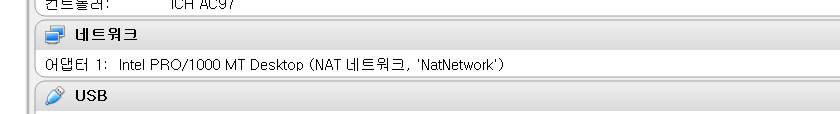 컨트롤러: ICH AC97
네트워크
어댑터 1: Intel PRO/1000 MT Desktop (NAT 네트워크, 'NatNetwork')
USB